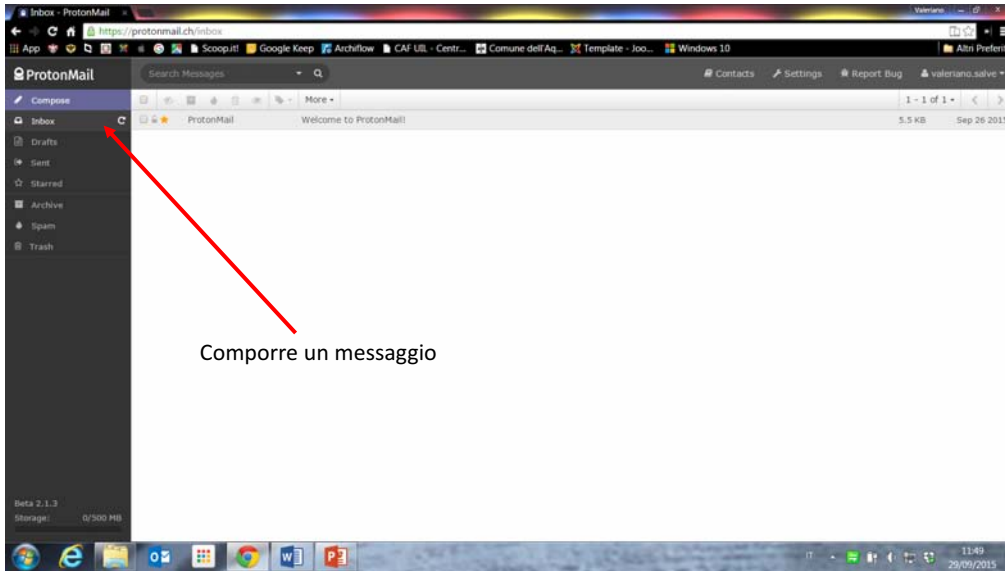 Inbox - ProtonMail
Valeriano
https://protonmail.ch/inbox
App Scoop.it! Google Keep Archiflow CAF UIL - Centr... Comune dell'Aq... Template - Joo... Windows 10 Altri Preferit
ProtonMail Search Messages Contacts Settings Report Bug valeriano.salve
Compose More 1 - 1 of 1
Inbox ProtonMail Welcome to ProtonMail! 5.5 KB Sep 26 2015
Drafts
Sent
Starred
Archive
Spam
Trash
Comporre un messaggio
Beta 2.1.3
Storage: 0/500 MB
IT 11:49
29/09/2015